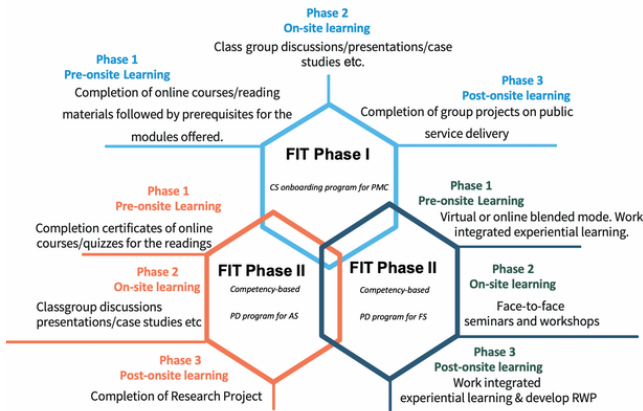 Phase 2
On-site learning
Class group discussions/presentations/case
studies etc.
Phase 1
Pre-onsite Learning
Completion of online courses/reading
materials followed by prerequisites for the
modules offered.
Phase 3
Post-onsite learning
Completion of group projects on public
service delivery
FIT Phase I
CS onboarding program for PMC
Phase 1
Pre-onsite Learning
Completion certificates of online
courses/quizzes for the readings
Phase 2
On-site learning
Classgroup discussions
presentations/case studies etc
Phase 3
Post-onsite learning
Completion of Research Project
FIT Phase II
Competency-based
PD program for AS
FIT Phase II
Competency-based
PD program for FS
Phase 1
Pre-onsite Learning
Virtual or online blended mode. Work
integrated experiential learning.
Phase 2
On-site learning
Face-to-face
seminars and workshops
Phase 3
Post-onsite learning
Work integrated
experiential learning & develop RWP